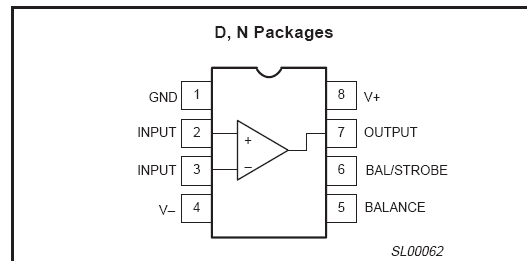 D, N Packages
GND 1 8 V+
INPUT 2 + 7 OUTPUT
INPUT 3 – 6 BAL/STROBE
V– 4 5 BALANCE
SL00062